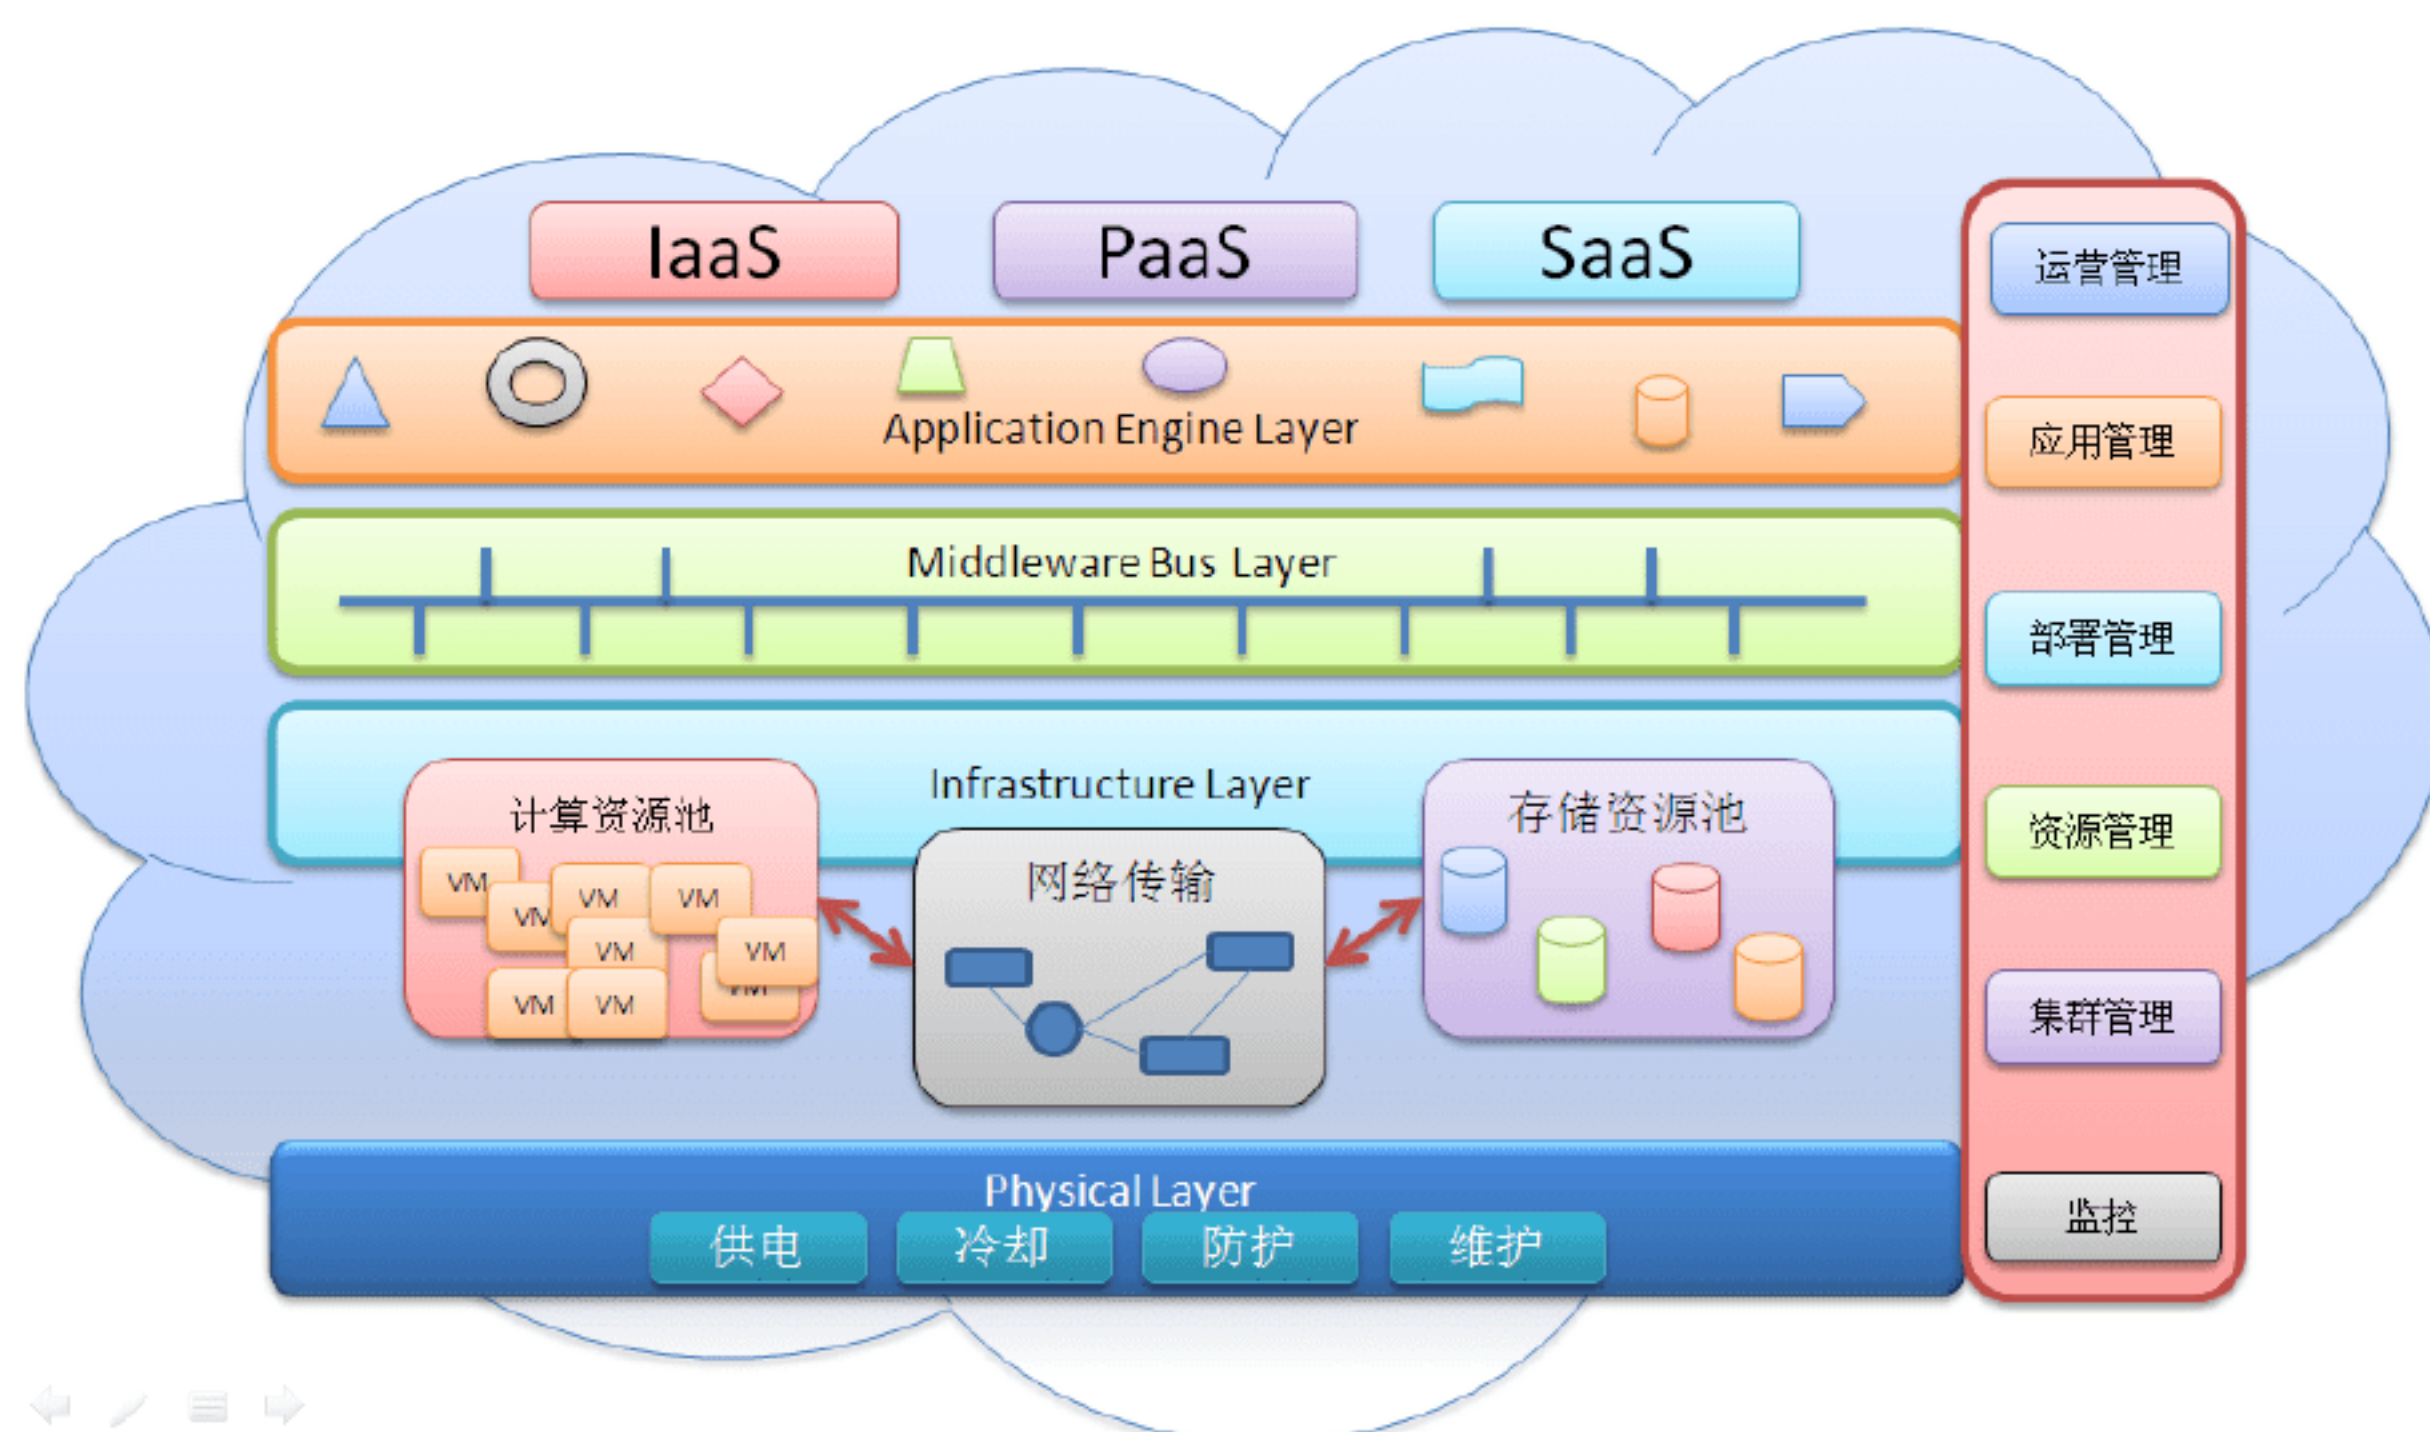 IaaS
PaaS
SaaS
Application Engine Layer
Middleware Bus Layer
Infrastructure Layer
计算资源池
VM
VM
VM
VM
VM
VM
VM
VM
VM
网络传输
存储资源池
Physical Layer
供电
冷却
防护
维护
运营管理
应用管理
部署管理
资源管理
集群管理
监控